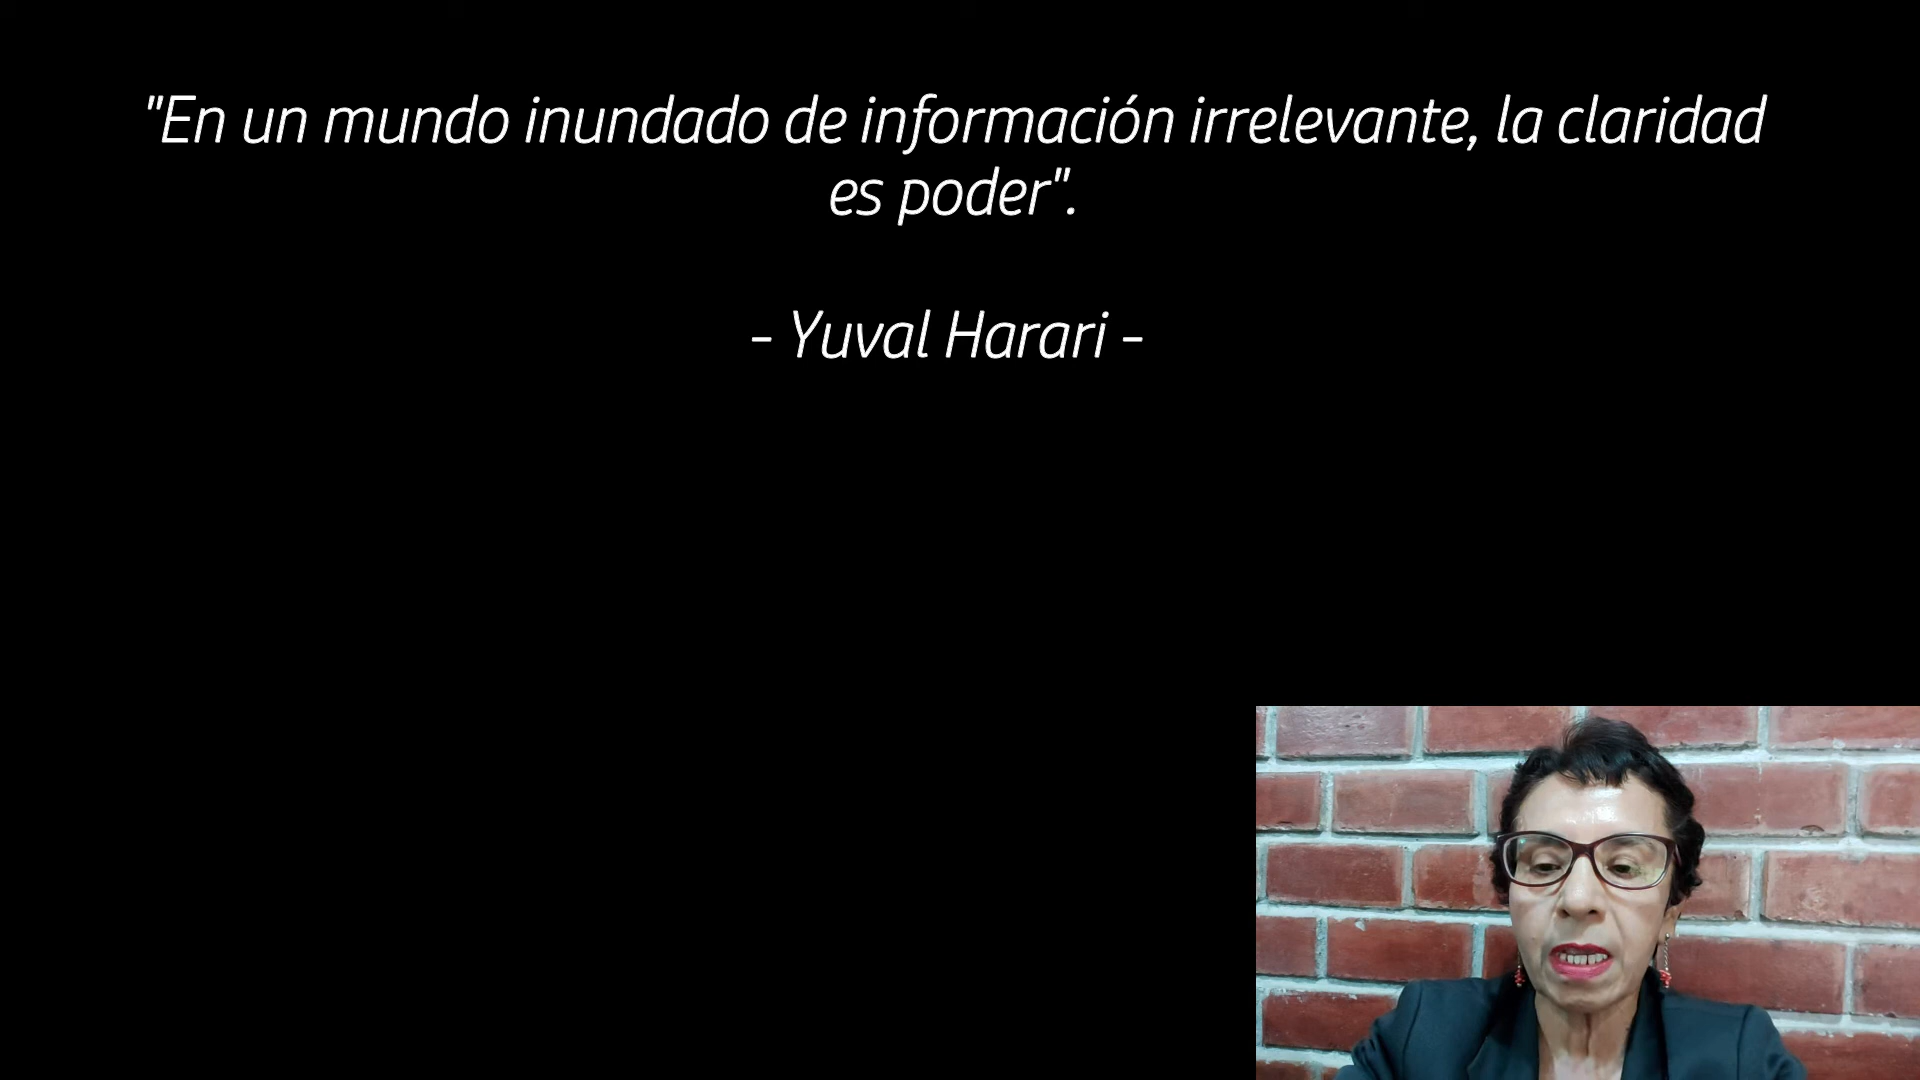 "En un mundo inundado de información irrelevante, la claridad
es poder".
- Yuval Harari -